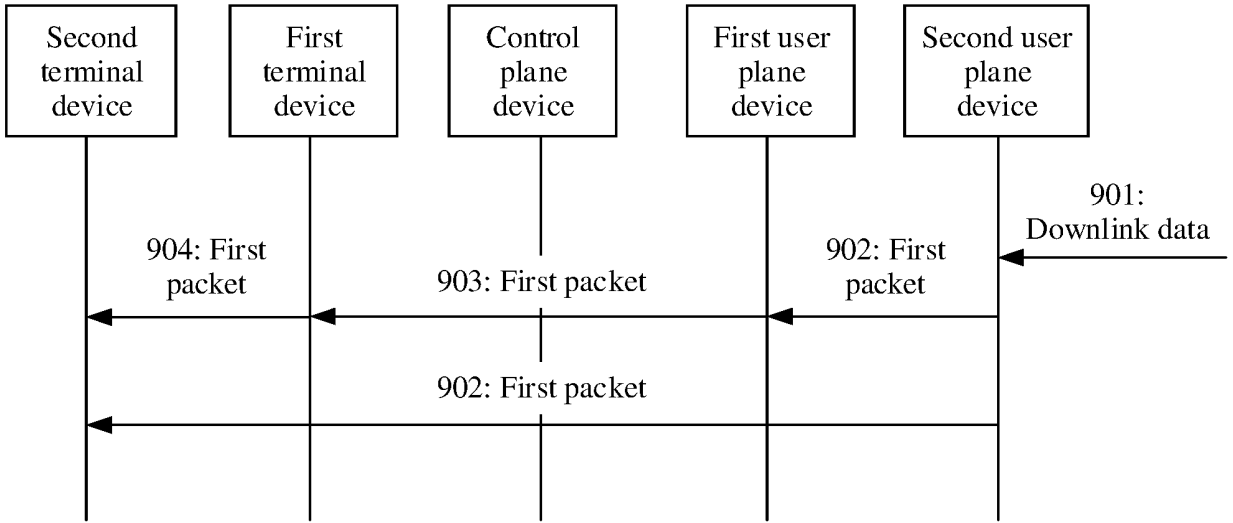 Second
terminal
device
First
terminal
device
Control
plane
device
First user
plane
device
Second user
plane
device
901:
Downlink data
904: First
packet
903: First packet
902: First
packet
902: First packet